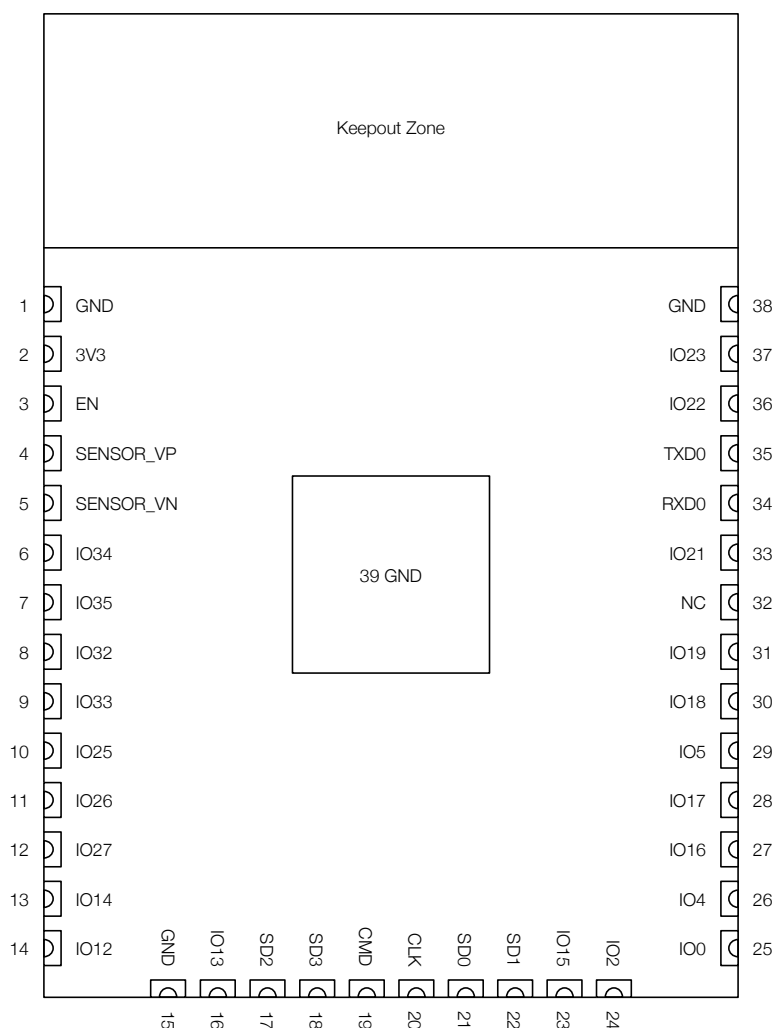 Keepout Zone
1 GND
2 3V3
3 EN
4 SENSOR_VP
5 SENSOR_VN
6 IO34
7 IO35
8 IO32
9 IO33
10 IO25
11 IO26
12 IO27
13 IO14
14 IO12
39 GND
GND 38
IO23 37
IO22 36
TXD0 35
RXD0 34
IO21 33
NC 32
IO19 31
IO18 30
IO5 29
IO17 28
IO16 27
IO4 26
IO0 25
GND 15
IO13 16
SD2 17
SD3 18
CMD 19
CLK 20
SD0 21
SD1 22
IO15 23
IO2 24